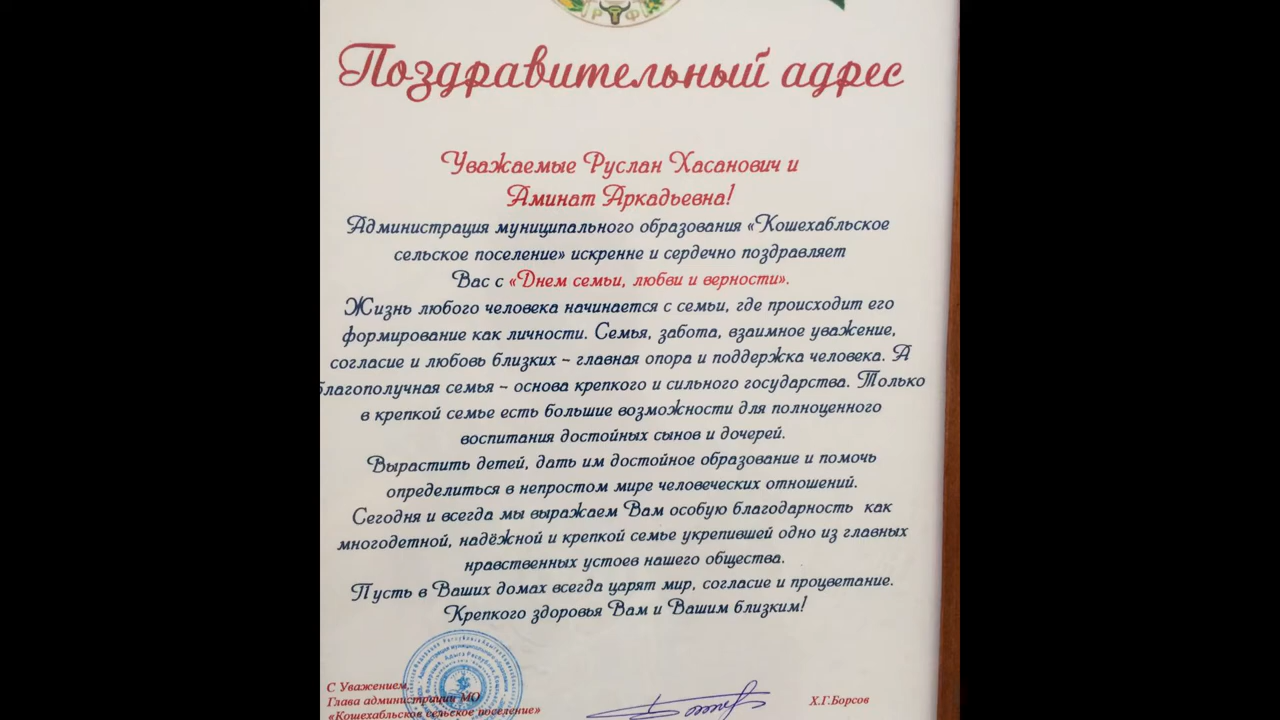 Р Ф
Поздравительный адрес
Уважаемые Руслан Хасанович и
Аминат Аркадьевна!
Администрация муниципального образования «Кошехабльское
сельское поселение» искренне и сердечно поздравляет
Вас с «Днем семьи, любви и верности».
Жизнь любого человека начинается с семьи, где происходит его
формирование как личности. Семья, забота, взаимное уважение,
согласие и любовь близких – главная опора и поддержка человека. А
благополучная семья – основа крепкого и сильного государства. Только
в крепкой семье есть большие возможности для полноценного
воспитания достойных сынов и дочерей.
Вырастить детей, дать им достойное образование и помочь
определиться в непростом мире человеческих отношений.
Сегодня и всегда мы выражаем Вам особую благодарность как
многодетной, надёжной и крепкой семье укрепившей одно из главных
нравственных устоев нашего общества.
Пусть в Ваших домах всегда царят мир, согласие и процветание.
Крепкого здоровья Вам и Вашим близким!
С Уважением,
Глава администрации МО
«Кошехабльское сельское поселение»
Х.Г.Борсов